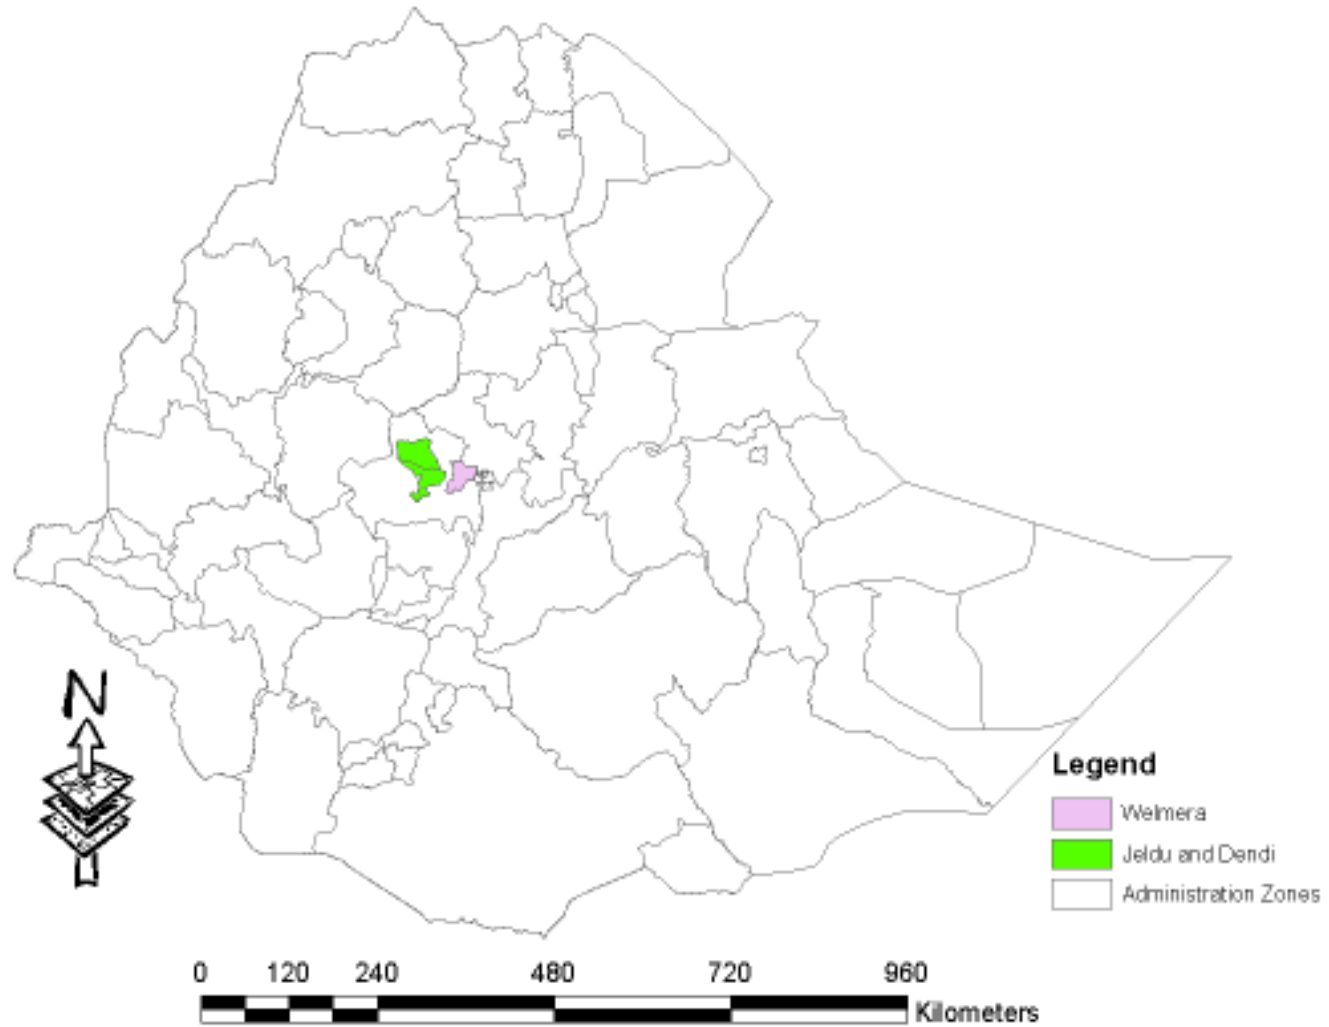 N
Legend
Welmera
Jeldu and Dendi
Administration Zones
0 120 240 480 720 960
Kilometers